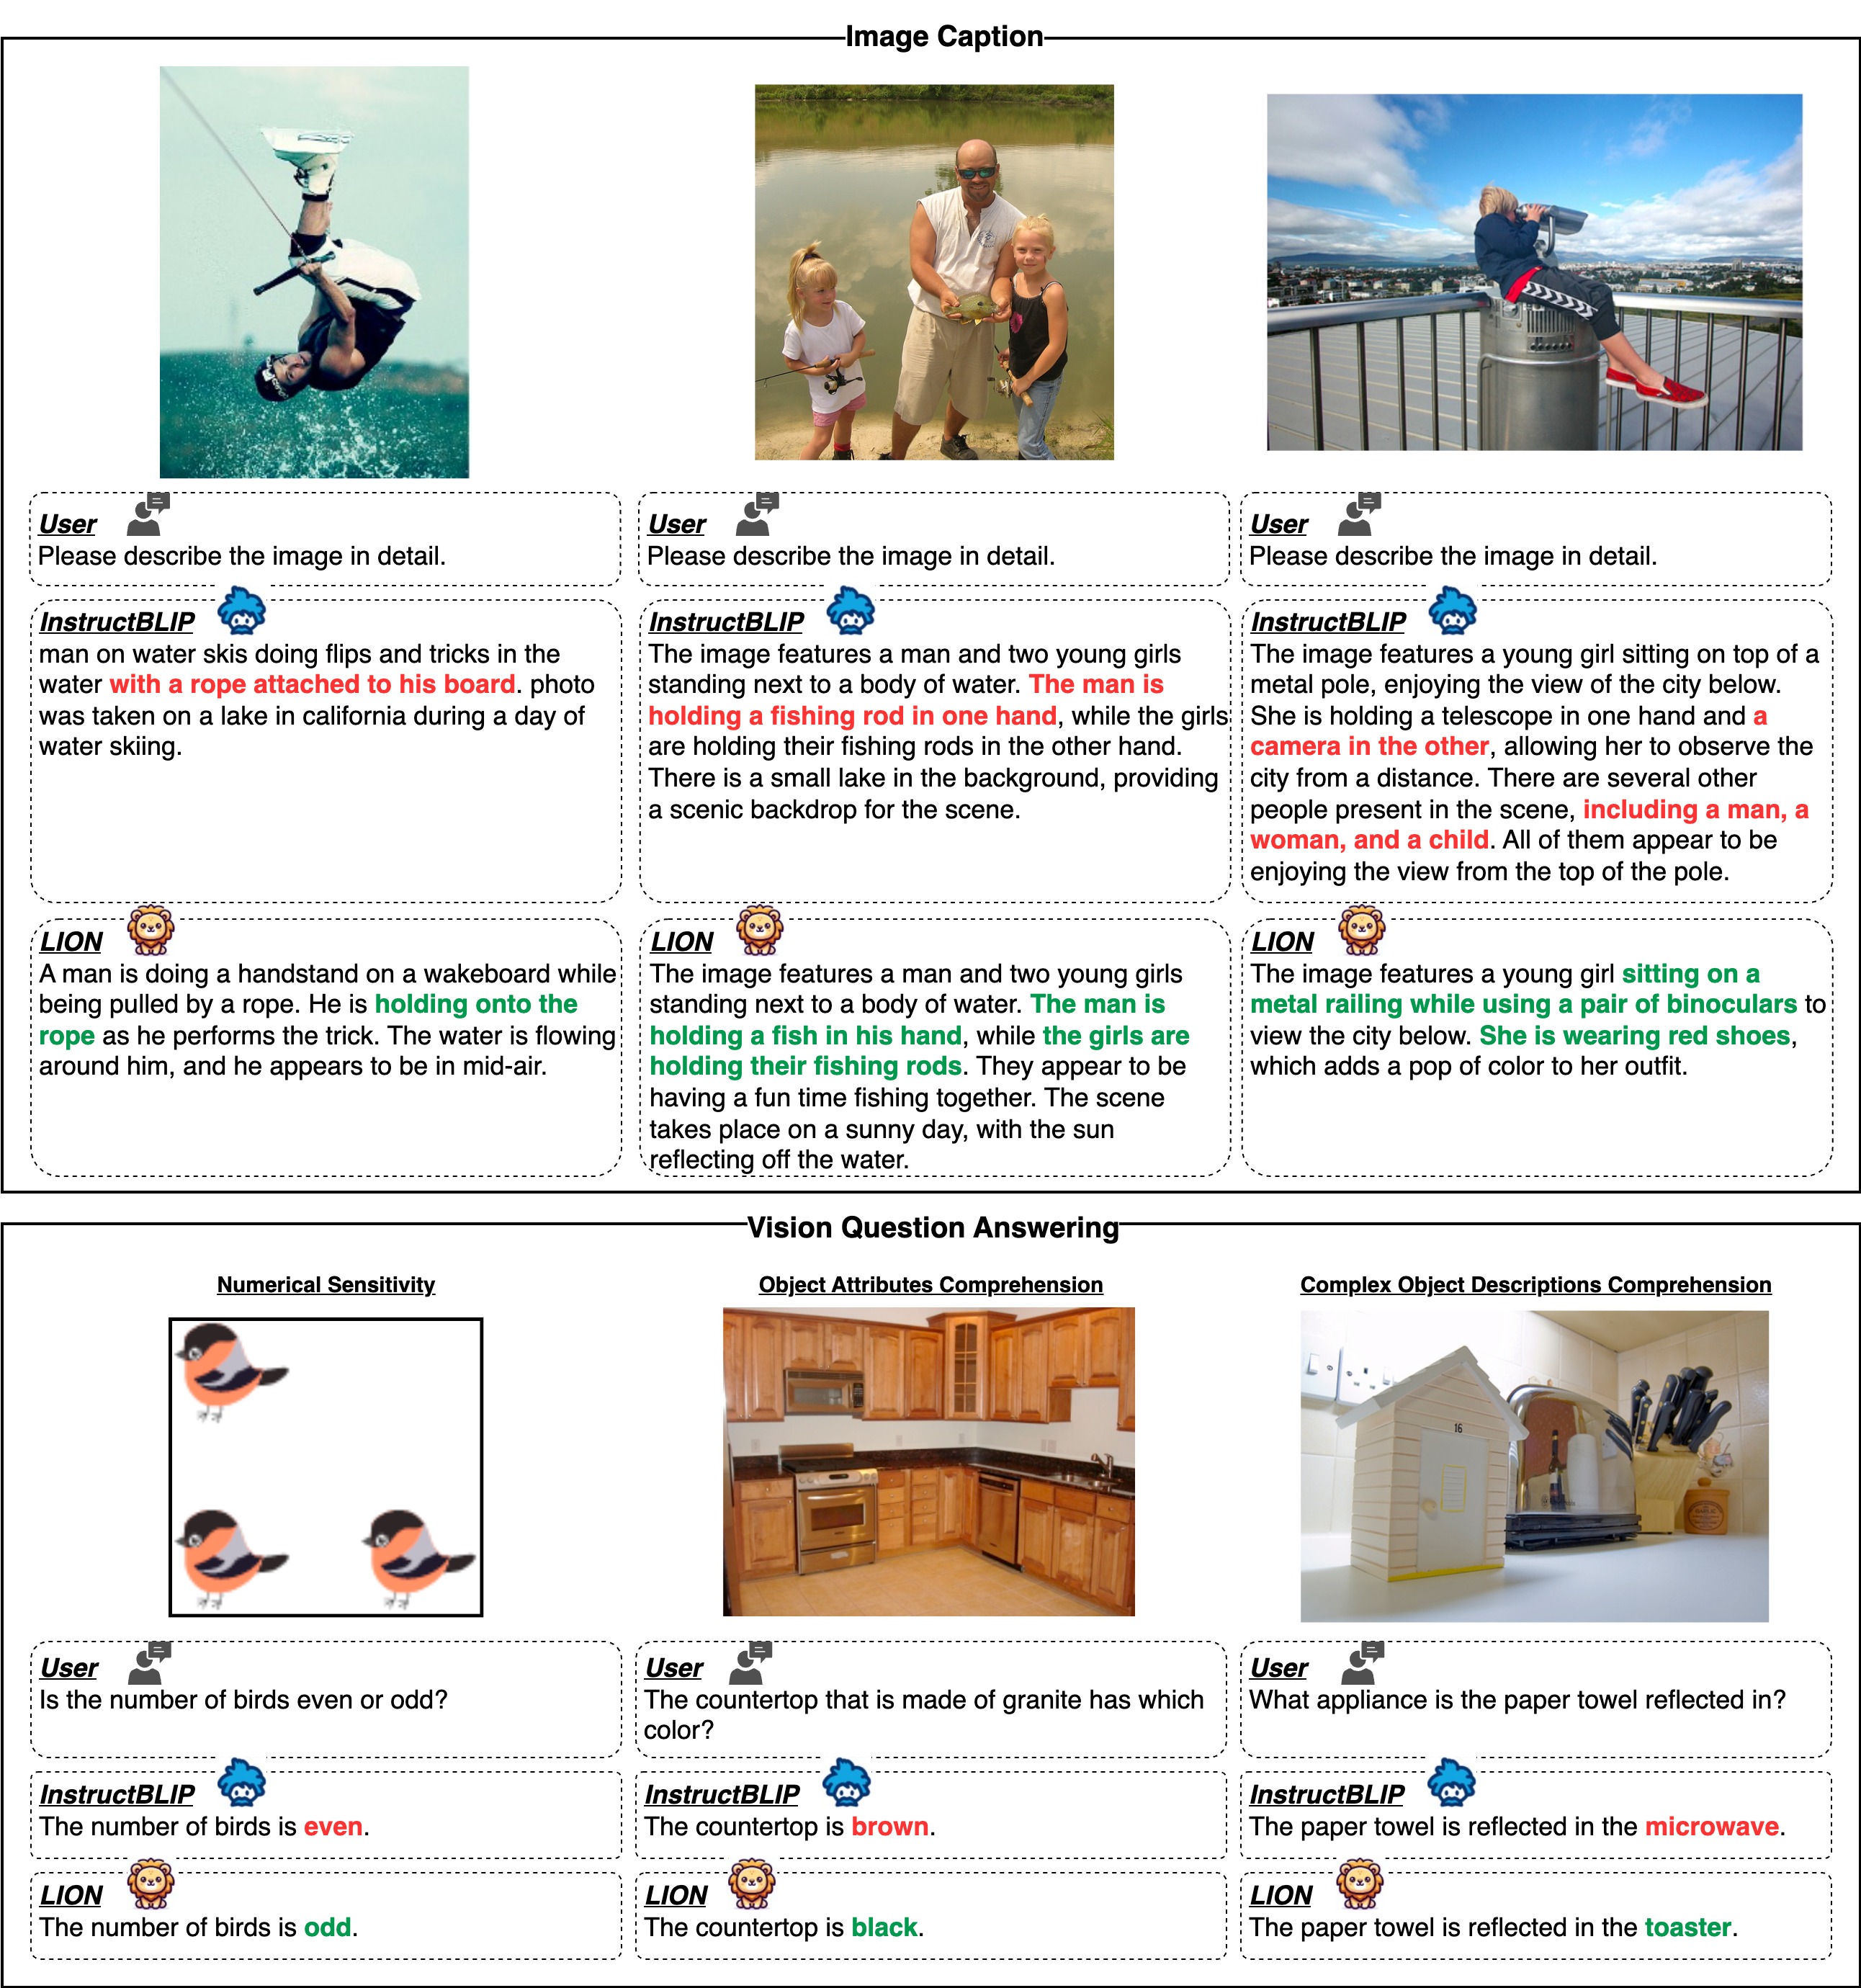 Image Caption
User
Please describe the image in detail.
InstructBLIP
man on water skis doing flips and tricks in the
water with a rope attached to his board. photo
was taken on a lake in california during a day of
water skiing.
LION
A man is doing a handstand on a wakeboard while
being pulled by a rope. He is holding onto the
rope as he performs the trick. The water is flowing
around him, and he appears to be in mid-air.
User
Please describe the image in detail.
InstructBLIP
The image features a man and two young girls
standing next to a body of water. The man is
holding a fishing rod in one hand, while the girls
are holding their fishing rods in the other hand.
There is a small lake in the background, providing
a scenic backdrop for the scene.
LION
The image features a man and two young girls
standing next to a body of water. The man is
holding a fish in his hand, while the girls are
holding their fishing rods. They appear to be
having a fun time fishing together. The scene
takes place on a sunny day, with the sun
reflecting off the water.
User
Please describe the image in detail.
InstructBLIP
The image features a young girl sitting on top of a
metal pole, enjoying the view of the city below.
She is holding a telescope in one hand and a
camera in the other, allowing her to observe the
city from a distance. There are several other
people present in the scene, including a man, a
woman, and a child. All of them appear to be
enjoying the view from the top of the pole.
LION
The image features a young girl sitting on a
metal railing while using a pair of binoculars to
view the city below. She is wearing red shoes,
which adds a pop of color to her outfit.
Vision Question Answering
Numerical Sensitivity
User
Is the number of birds even or odd?
InstructBLIP
The number of birds is even.
LION
The number of birds is odd.
Object Attributes Comprehension
User
The countertop that is made of granite has which
color?
InstructBLIP
The countertop is brown.
LION
The countertop is black.
Complex Object Descriptions Comprehension
16
User
What appliance is the paper towel reflected in?
InstructBLIP
The paper towel is reflected in the microwave.
LION
The paper towel is reflected in the toaster.